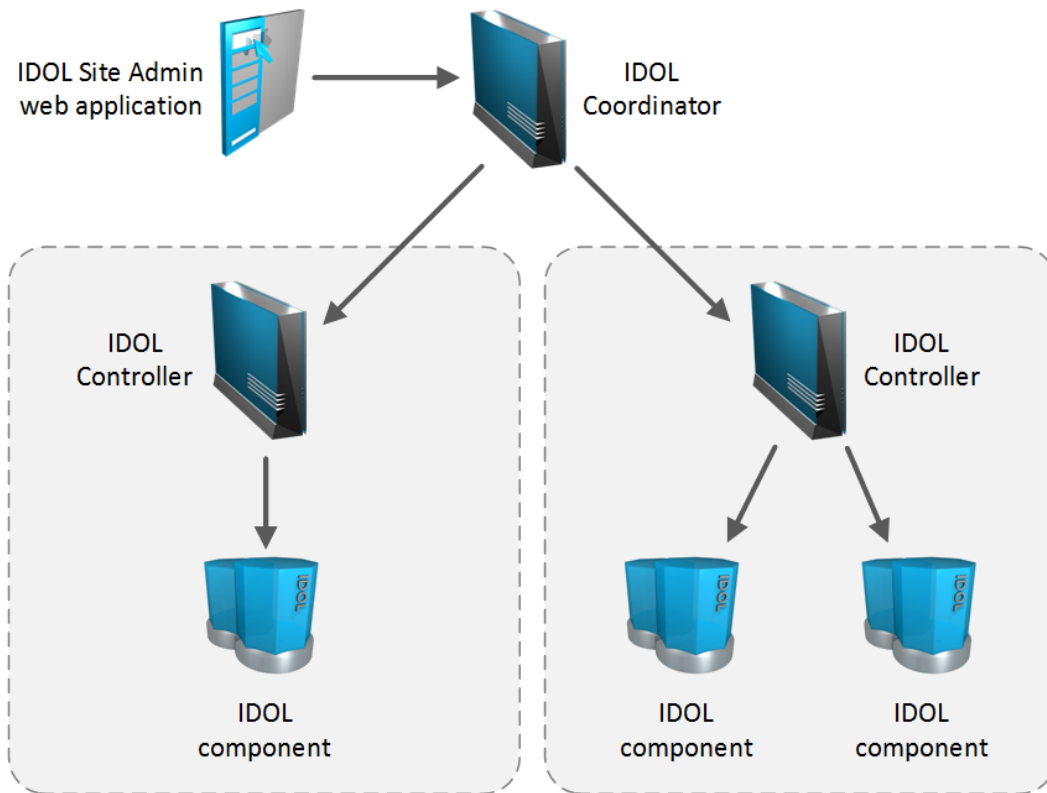 IDOL Site Admin
web application
IDOL
Coordinator
IDOL
Controller
IDOL
Controller
IDOL
IDOL
IDOL
IDOL
component
IDOL
component
IDOL
component